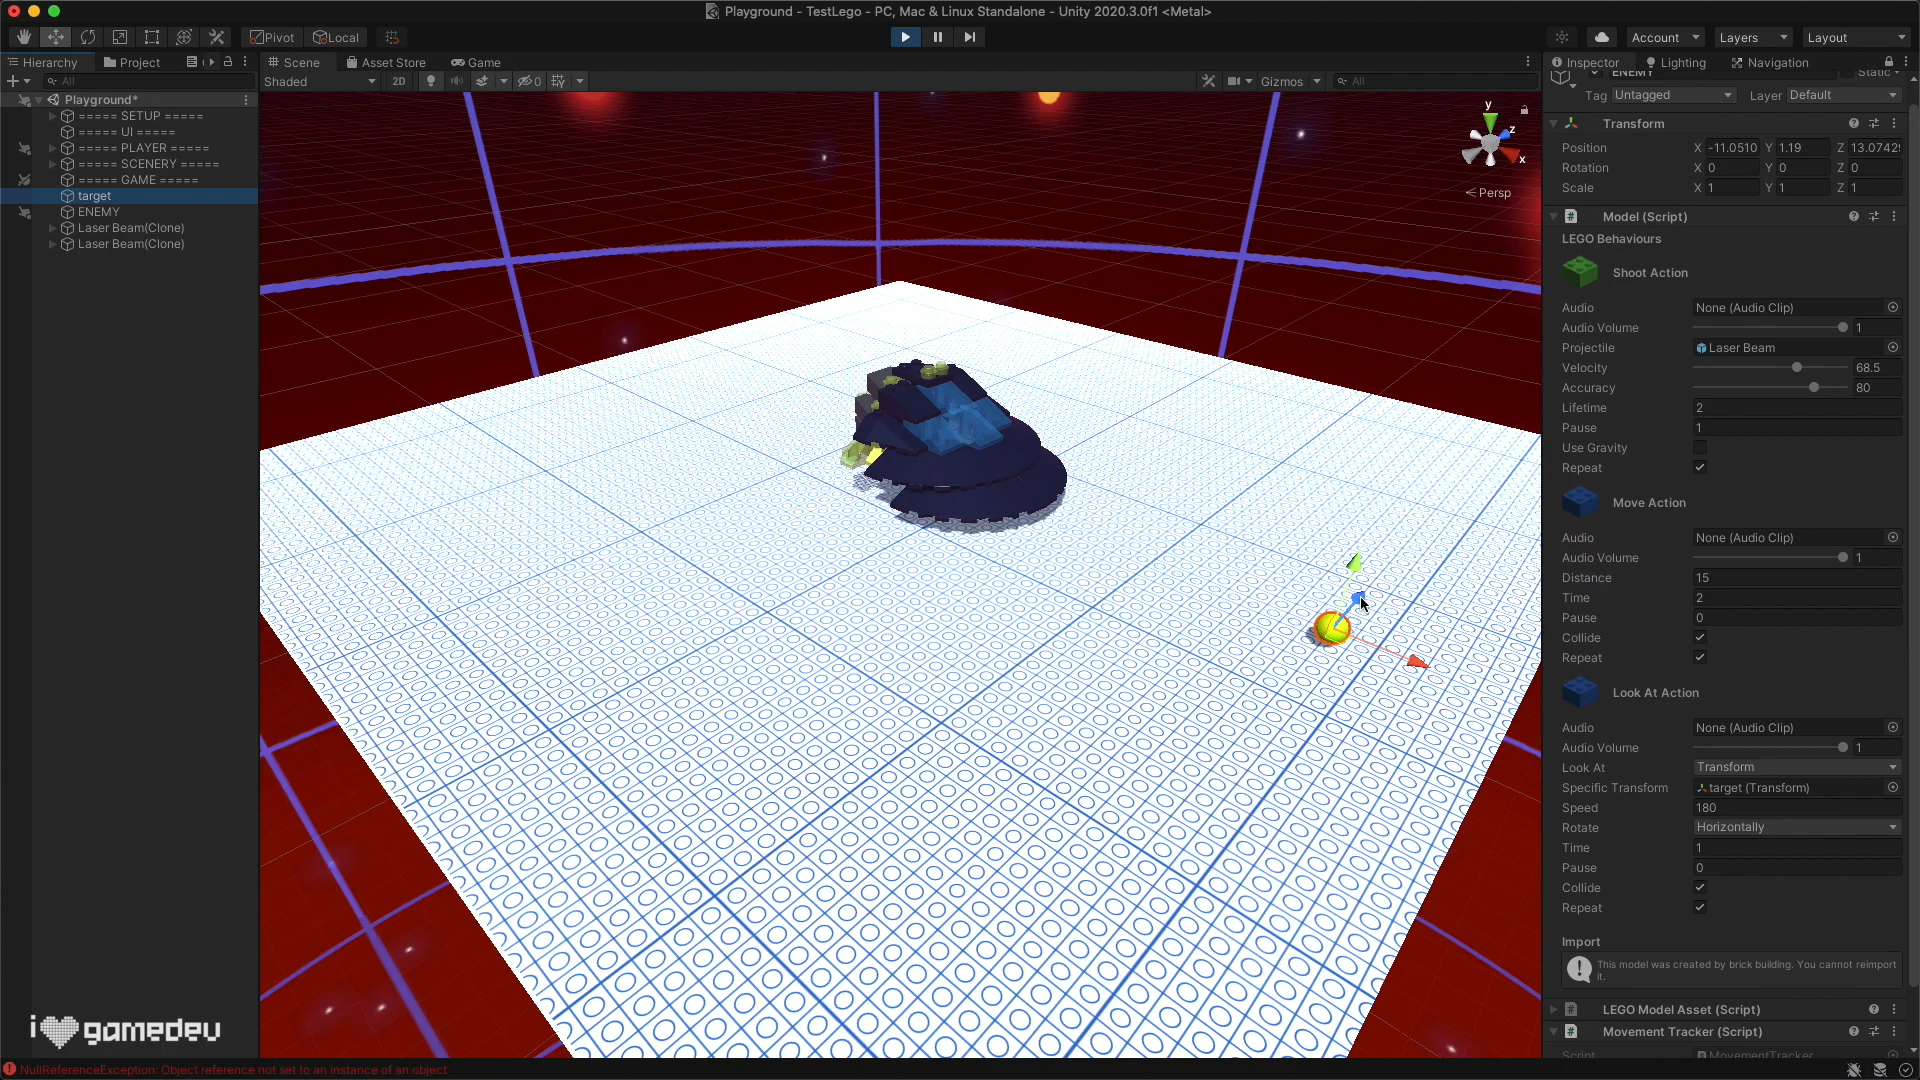 Playground - TestLego - PC, Mac & Linux Standalone - Unity 2020.3.0f1 <Metal>
Pivot Local Account Layers Layout
Hierarchy Project Scene Asset Store Game Inspector Lighting Navigation
All Shaded 2D 0 Gizmos All ENEMY Static
Tag Untagged Layer Default
Playground*
===== SETUP =====
===== UI =====
===== PLAYER =====
===== SCENERY =====
===== GAME =====
target
ENEMY
Laser Beam(Clone)
Laser Beam(Clone)
y
z
x
Persp
Transform
Position X -11.0510 Y 1.19 Z 13.0742
Rotation X 0 Y 0 Z 0
Scale X 1 Y 1 Z 1
# Model (Script)
LEGO Behaviours
Shoot Action
Audio None (Audio Clip)
Audio Volume 1
Projectile Laser Beam
Velocity 68.5
Accuracy 80
Lifetime 2
Pause 1
Use Gravity
Repeat
Move Action
Audio None (Audio Clip)
Audio Volume 1
Distance 15
Time 2
Pause 0
Collide
Repeat
Look At Action
Audio None (Audio Clip)
Audio Volume 1
Look At Transform
Specific Transform target (Transform)
Speed 180
Rotate Horizontally
Time 1
Pause 0
Collide
Repeat
Import
This model was created by brick building. You cannot reimport
it.
# LEGO Model Asset (Script)
# Movement Tracker (Script)
Script MovementTracker
i gamedev
NullReferenceException: Object reference not set to an instance of an object